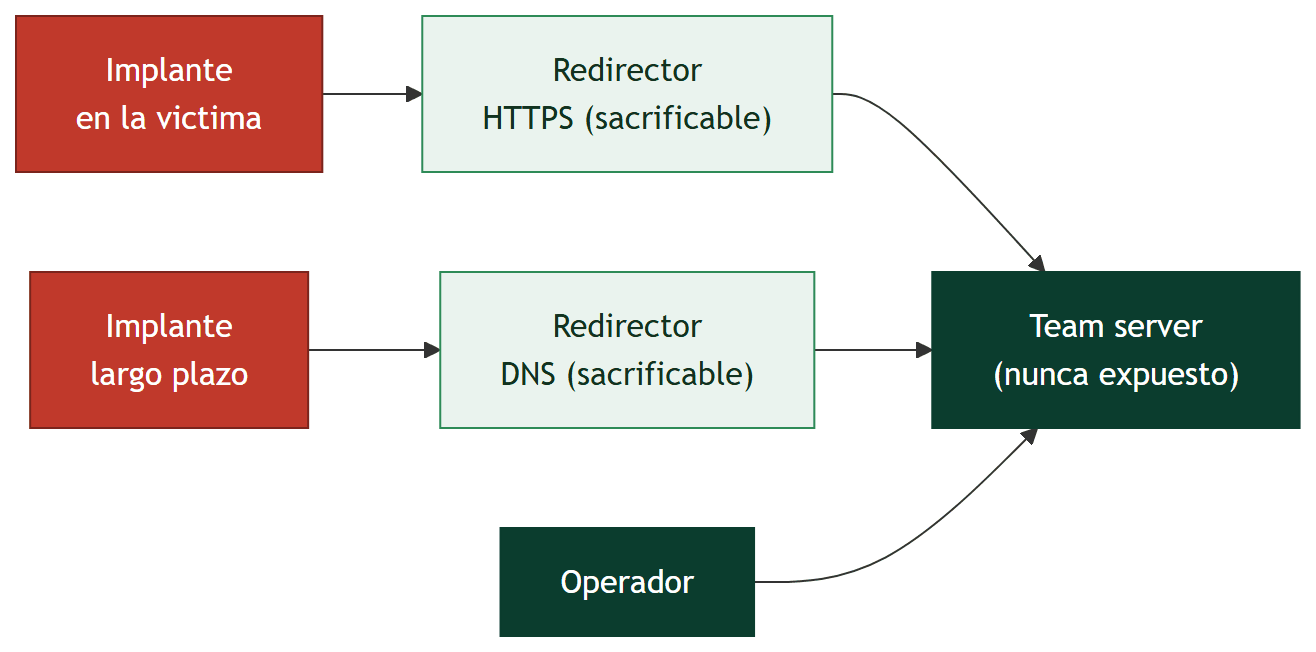 Implante
en la victima
Redirector
HTTPS (sacrificable)
Implante
largo plazo
Redirector
DNS (sacrificable)
Team server
(nunca expuesto)
Operador